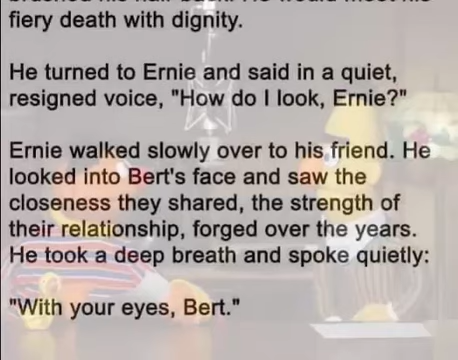 fiery death with dignity.
He turned to Ernie and said in a quiet,
resigned voice, "How do I look, Ernie?"
Ernie walked slowly over to his friend. He
looked into Bert's face and saw the
closeness they shared, the strength of
their relationship, forged over the years.
He took a deep breath and spoke quietly:
"With your eyes, Bert."